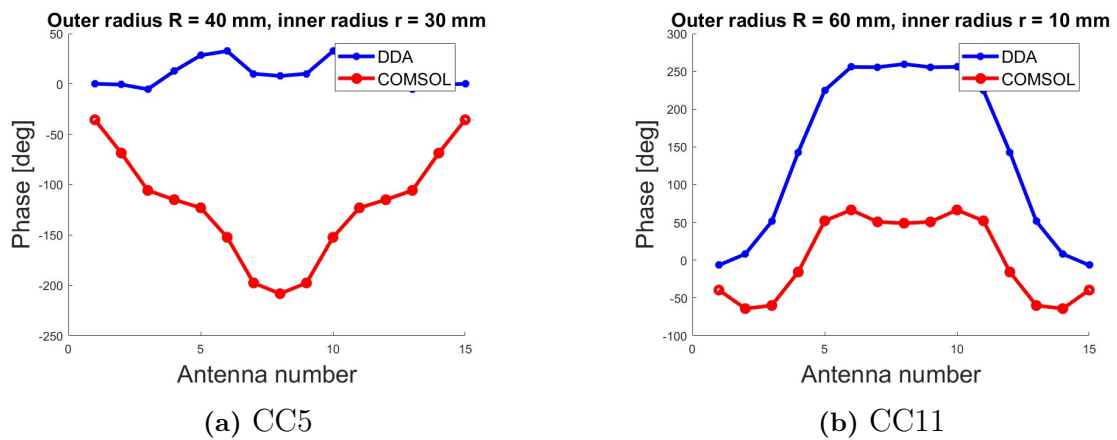 Outer radius R = 40 mm, inner radius r = 30 mm
50
0
-50
-100
-150
-200
-250
Phase [deg]
0
5
10
15
Antenna number
DDA
COMSOL
(a) CC5
Outer radius R = 60 mm, inner radius r = 10 mm
300
250
200
150
100
50
0
-50
-100
Phase [deg]
0
5
10
15
Antenna number
DDA
COMSOL
(b) CC11